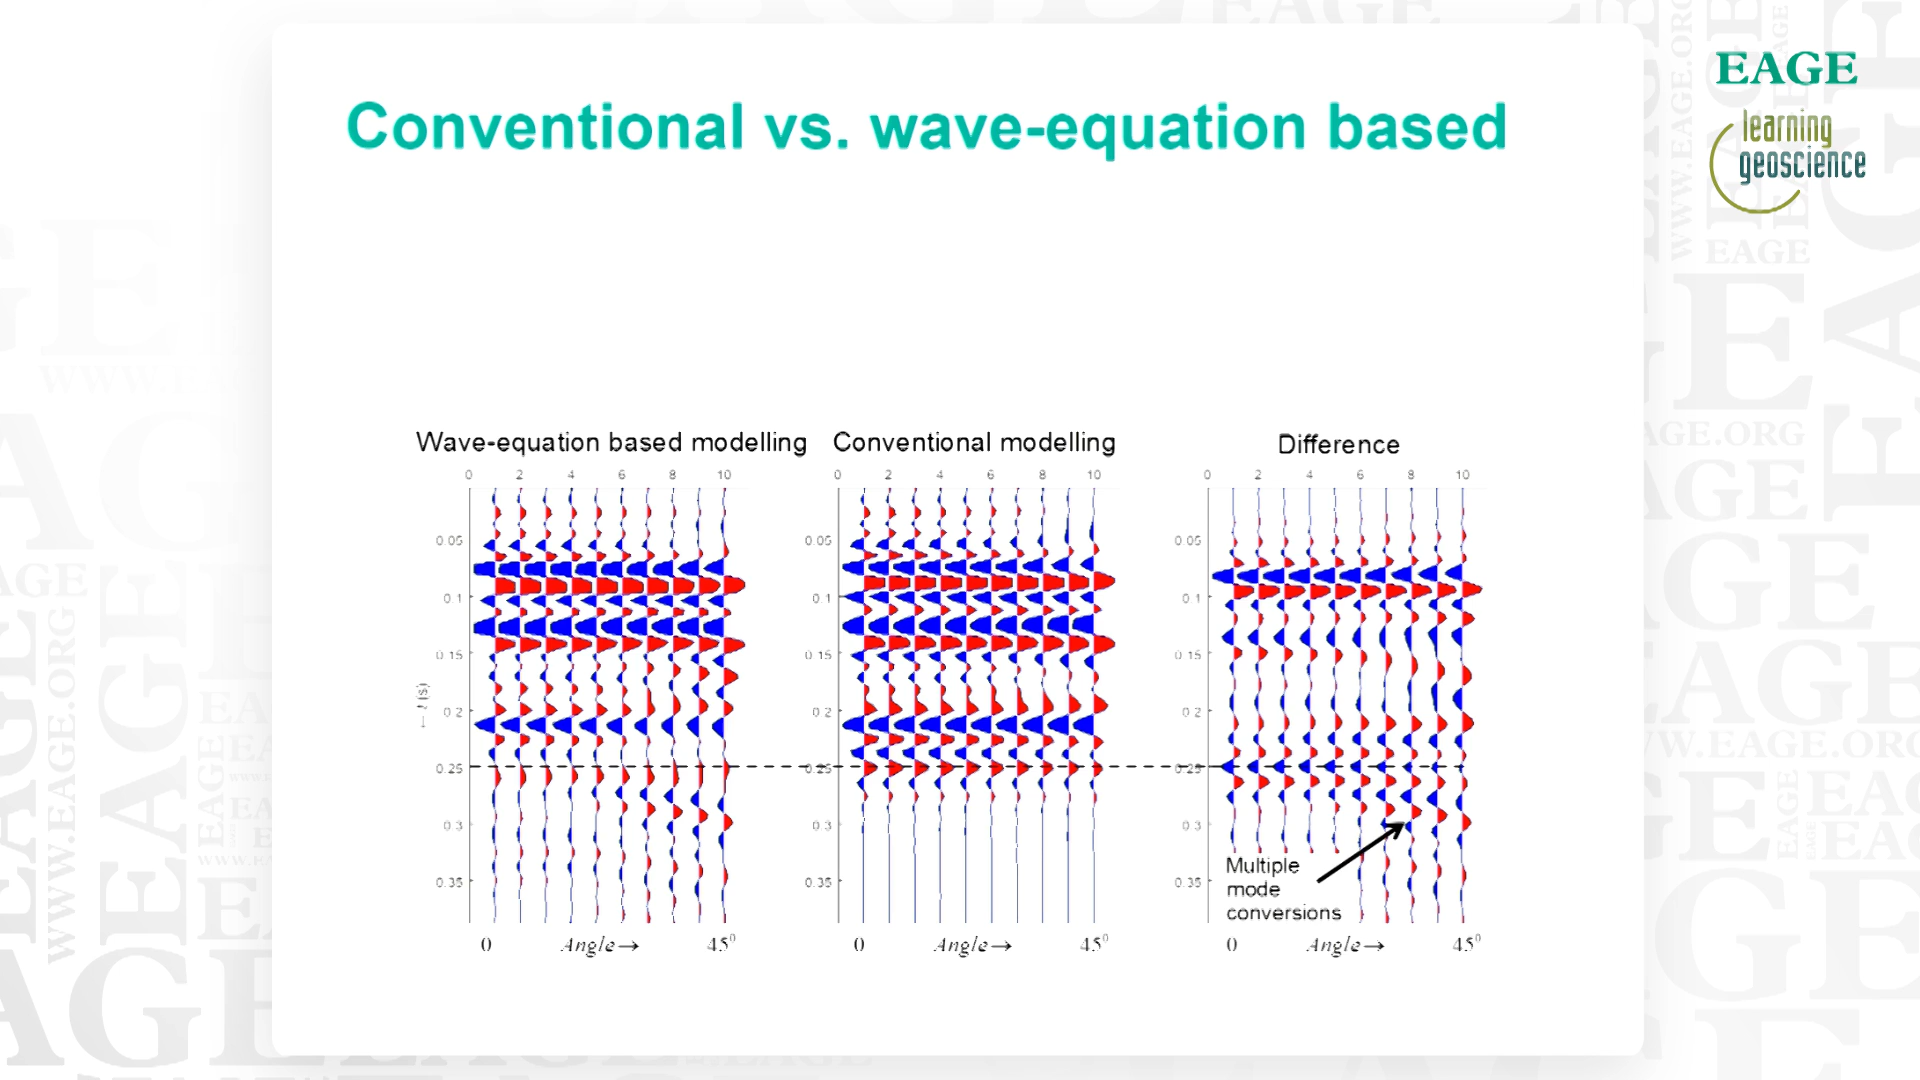 Conventional vs. wave-equation based
EAGE
learning
geoscience
Wave-equation based modelling
Conventional modelling
Difference
0 2 4 6 8 10
0 2 4 6 8 10
0 2 4 6 8 10
0.05 0.05 0.05
0.1 0.1 0.1
0.15 0.15 0.15
0.2 0.2 0.2
← t (s)
0.25 0.25 0.25
0.3 0.3 0.3
0.35 0.35 0.35
Multiple
mode
conversions
0 Angle→ 45⁰
0 Angle→ 45⁰
0 Angle→ 45⁰